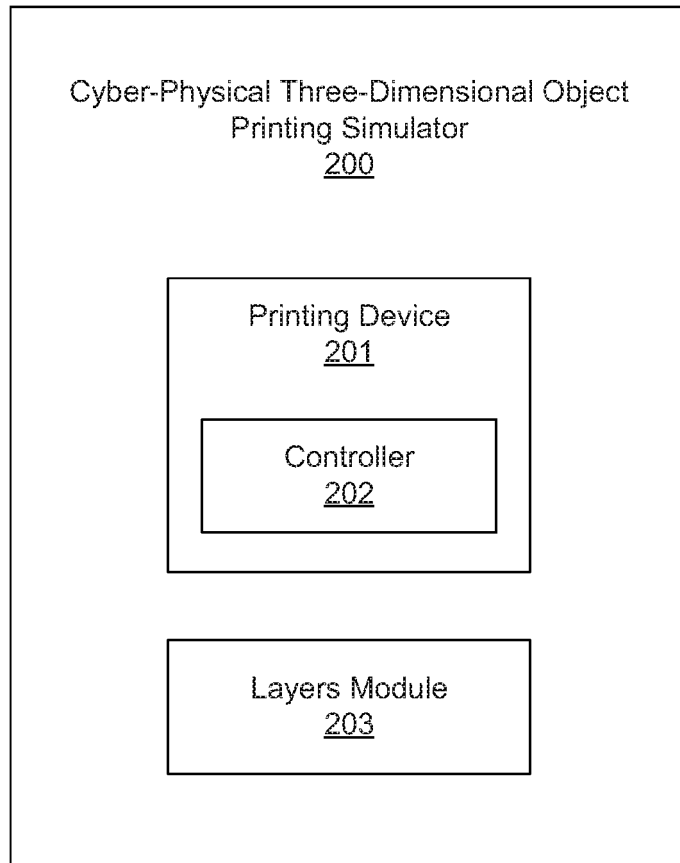 Cyber-Physical Three-Dimensional Object
Printing Simulator
200
Printing Device
201
Controller
202
Layers Module
203